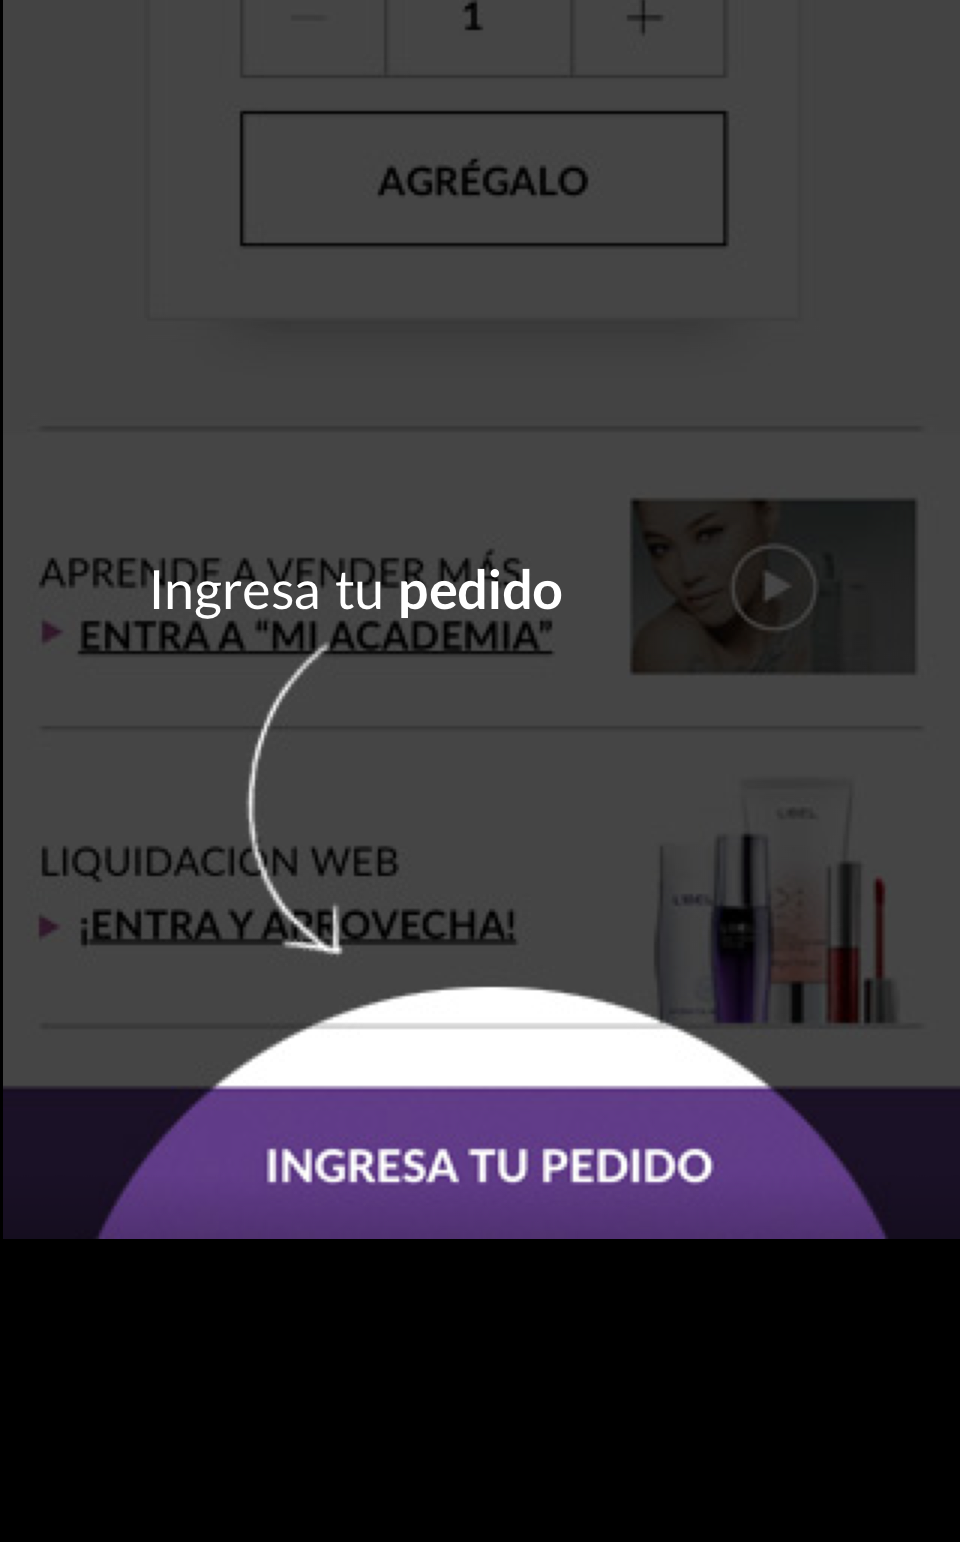 1
AGRÉGALO
APRENDE A VENDER MÁS
Ingresa tu pedido
ENTRA A “MI ACADEMIA”
LIQUIDACIÓN WEB
¡ENTRA Y APROVECHA!
L'BEL
L'BEL
INGRESA TU PEDIDO